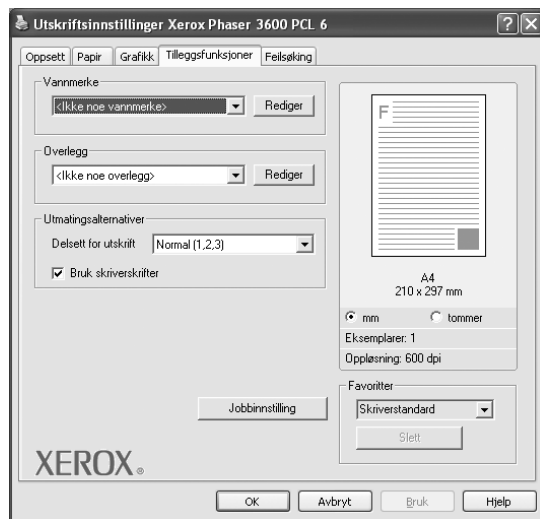 Utskriftsinnstillinger Xerox Phaser 3600 PCL 6
Oppsett Papir Grafikk Tilleggsfunksjoner Feilsøking
Vannmerke
<Ikke noe vannmerke> Rediger
Overlegg
<Ikke noe overlegg> Rediger
Utmatingsalternativer
Delsett for utskrift Normal (1,2,3)
Bruk skriverskrifter
Jobbinnstilling
XEROX
F
A4
210 x 297 mm
mm tommer
Eksemplarer: 1
Oppløsning: 600 dpi
Favoritter
Skriverstandard
Slett
OK Avbryt Bruk Hjelp